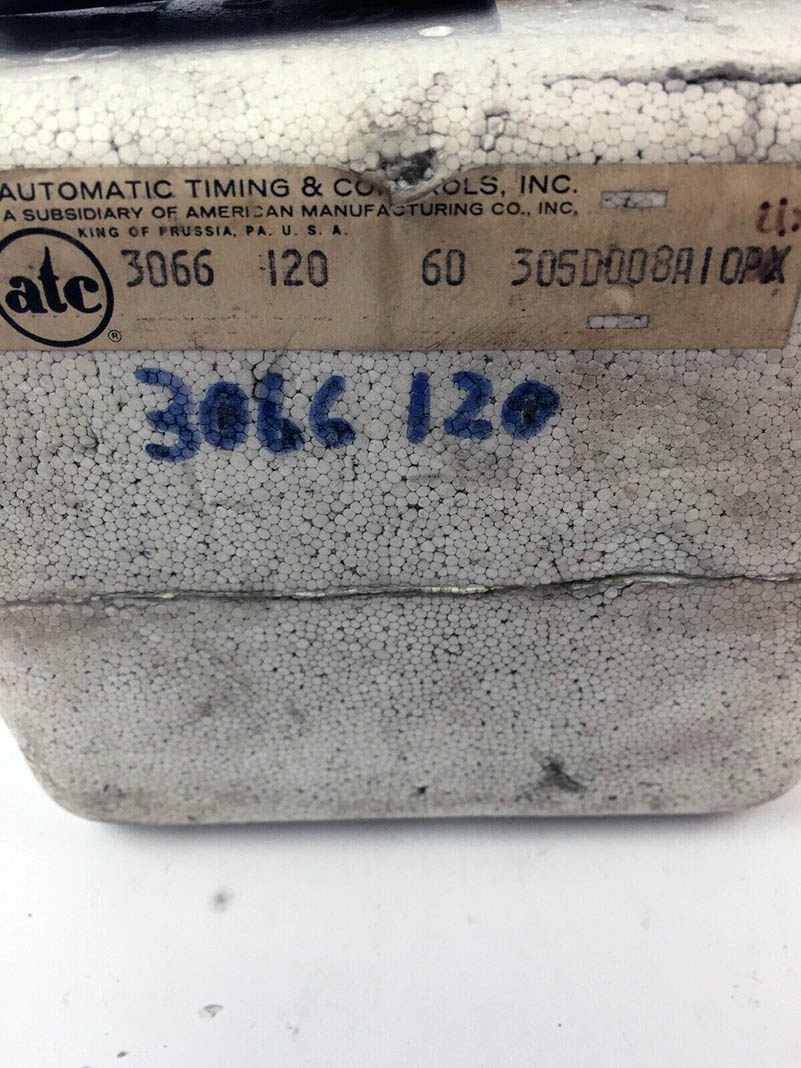 AUTOMATIC TIMING & CONTROLS, INC.
A SUBSIDIARY OF AMERICAN MANUFACTURING CO., INC,
KING OF PRUSSIA, PA. U. S. A.
atc ®
3066 120 60 305D008A10PX
3066 120